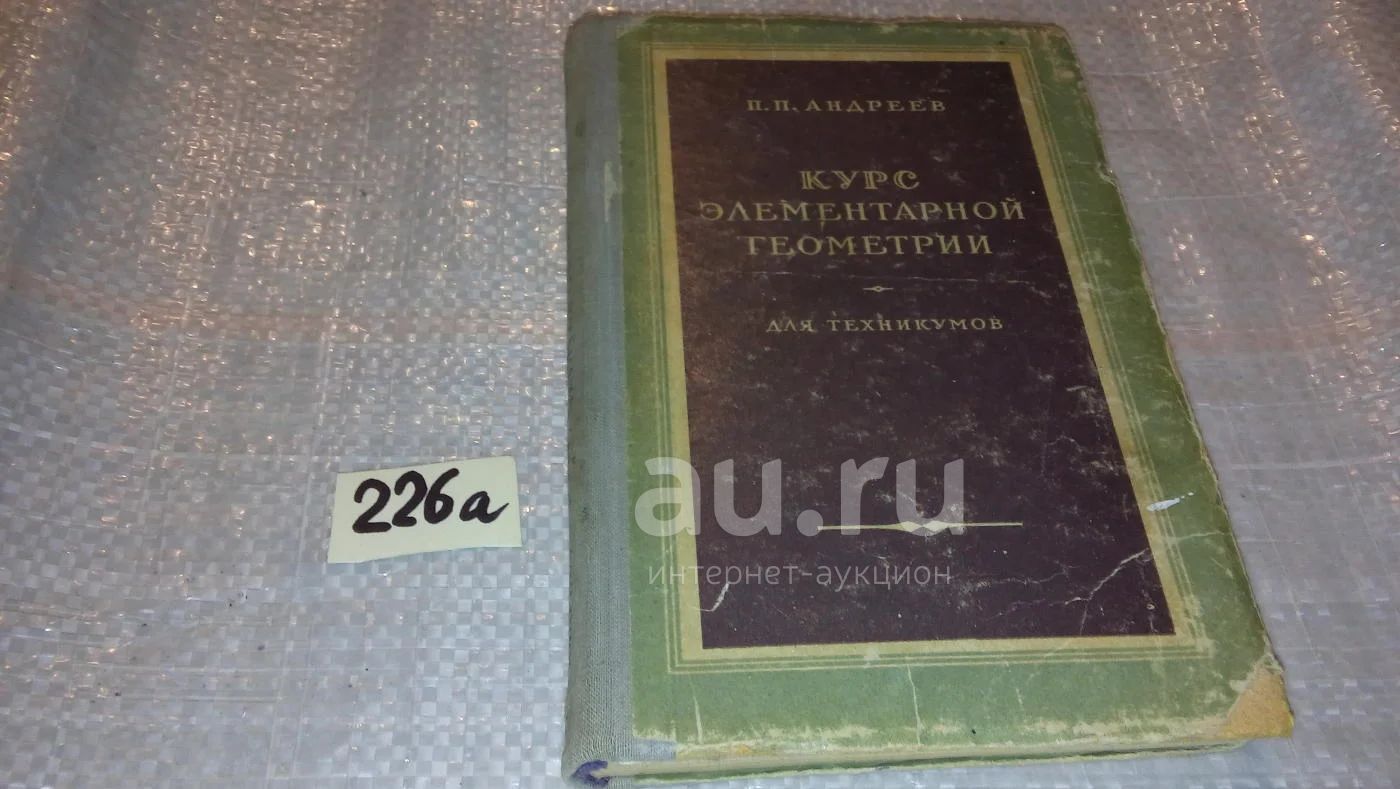 П.П. АНДРЕЕВ
КУРС
ЭЛЕМЕНТАРНОЙ
ГЕОМЕТРИИ
ДЛЯ ТЕХНИКУМОВ
226а
au.ru
интернет-аукцион